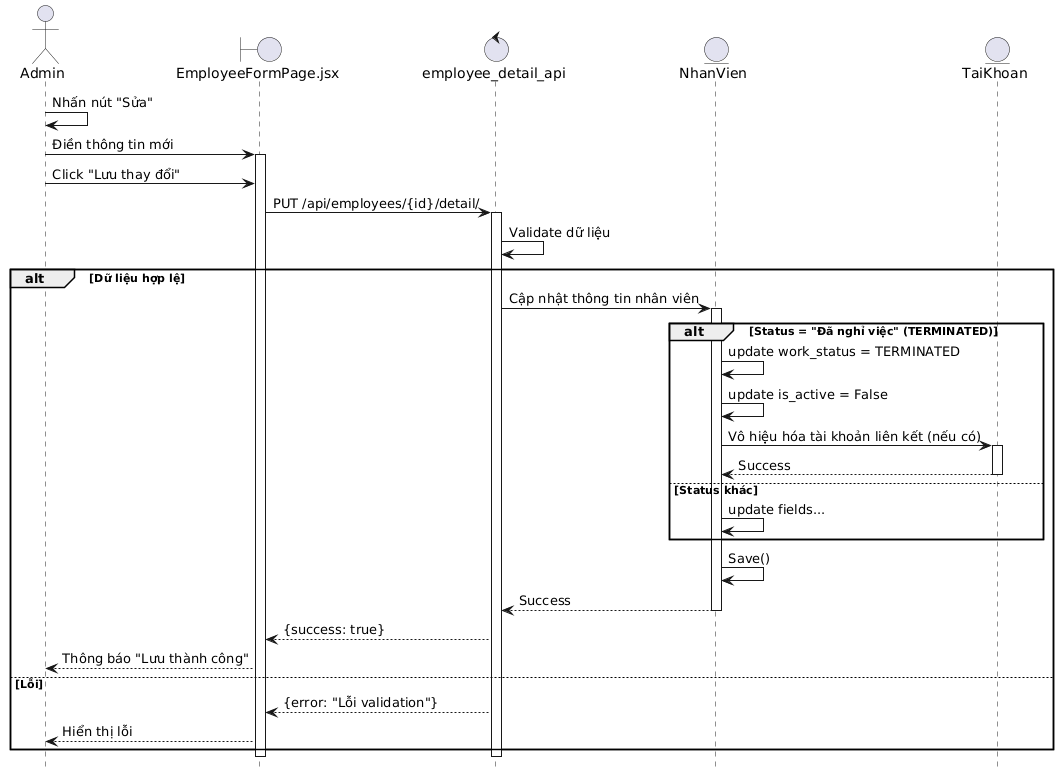 Admin
EmployeeFormPage.jsx
employee_detail_api
NhanVien
TaiKhoan
Nhấn nút "Sửa"
Điền thông tin mới
Click "Lưu thay đổi"
PUT /api/employees/{id}/detail/
Validate dữ liệu
alt [Dữ liệu hợp lệ]
Cập nhật thông tin nhân viên
alt [Status = "Đã nghỉ việc" (TERMINATED)]
update work_status = TERMINATED
update is_active = False
Vô hiệu hóa tài khoản liên kết (nếu có)
Success
[Status khác]
update fields...
Save()
Success
{success: true}
Thông báo "Lưu thành công"
[Lỗi]
{error: "Lỗi validation"}
Hiển thị lỗi